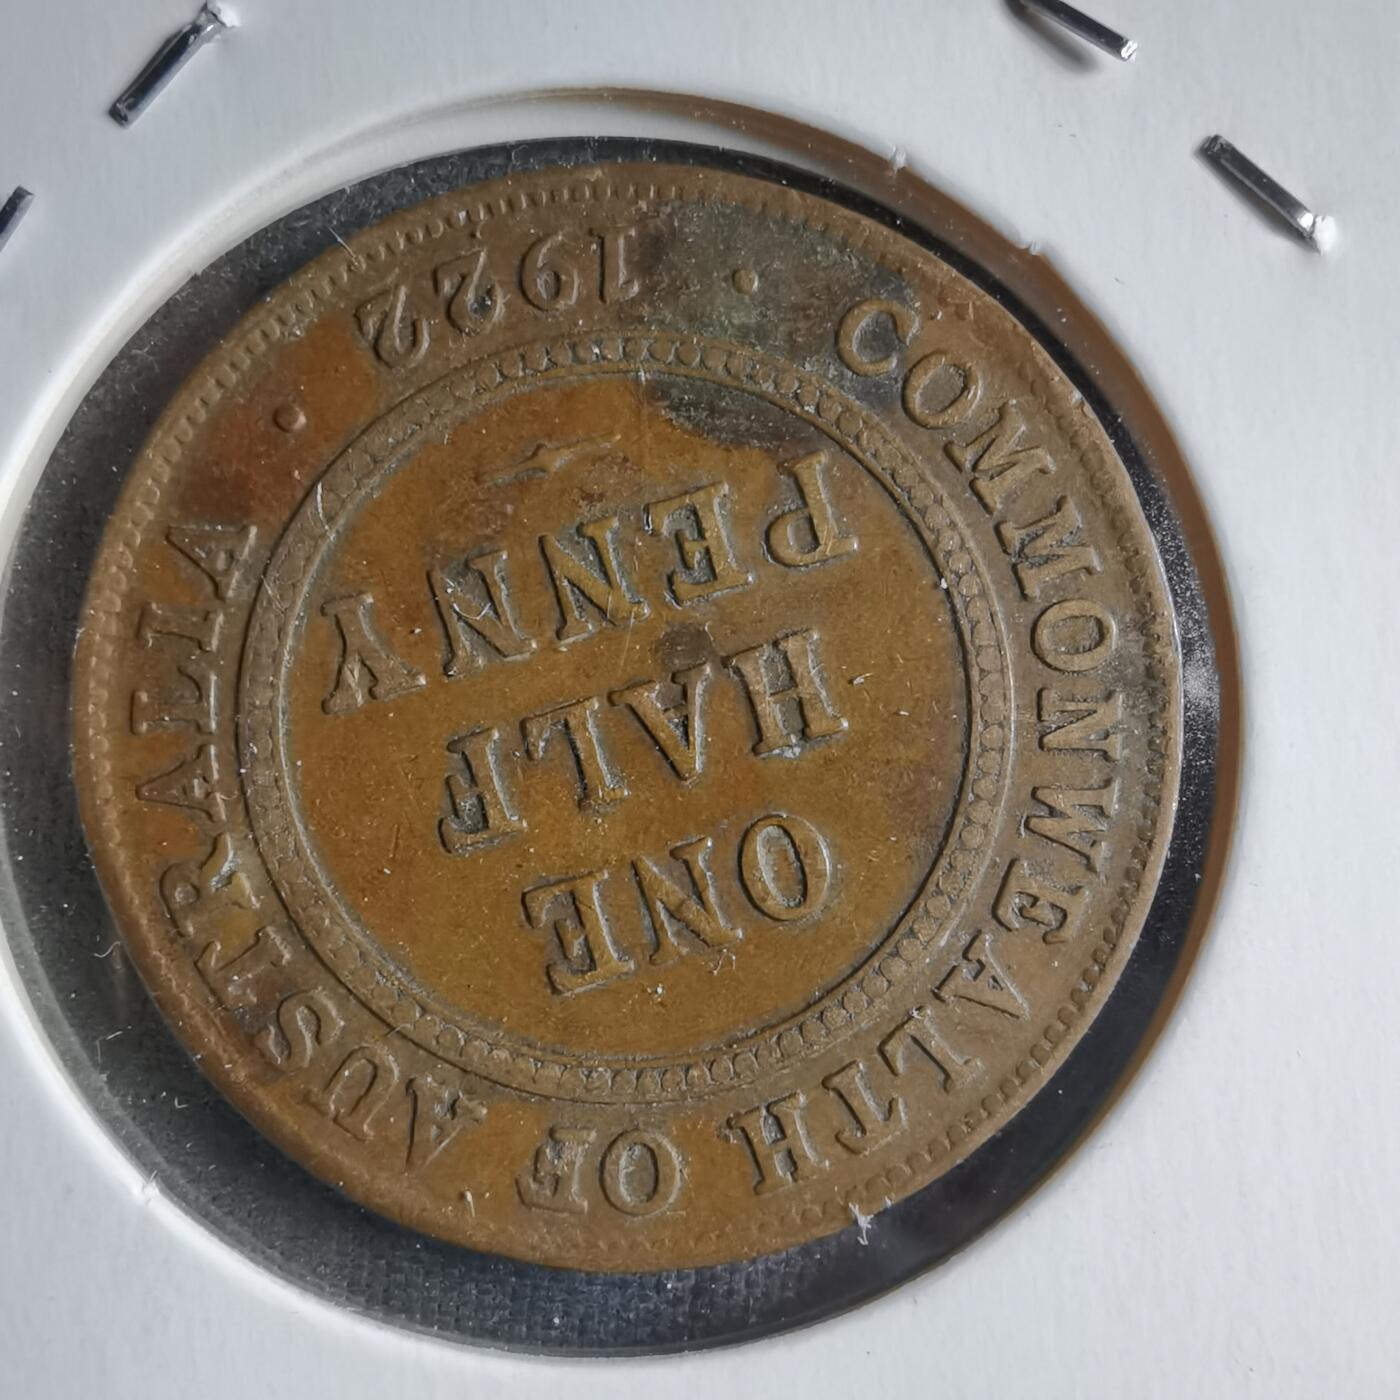 COMMONWEALTH OF AUSTRALIA
ONE
HALF
PENNY
· 1922 ·